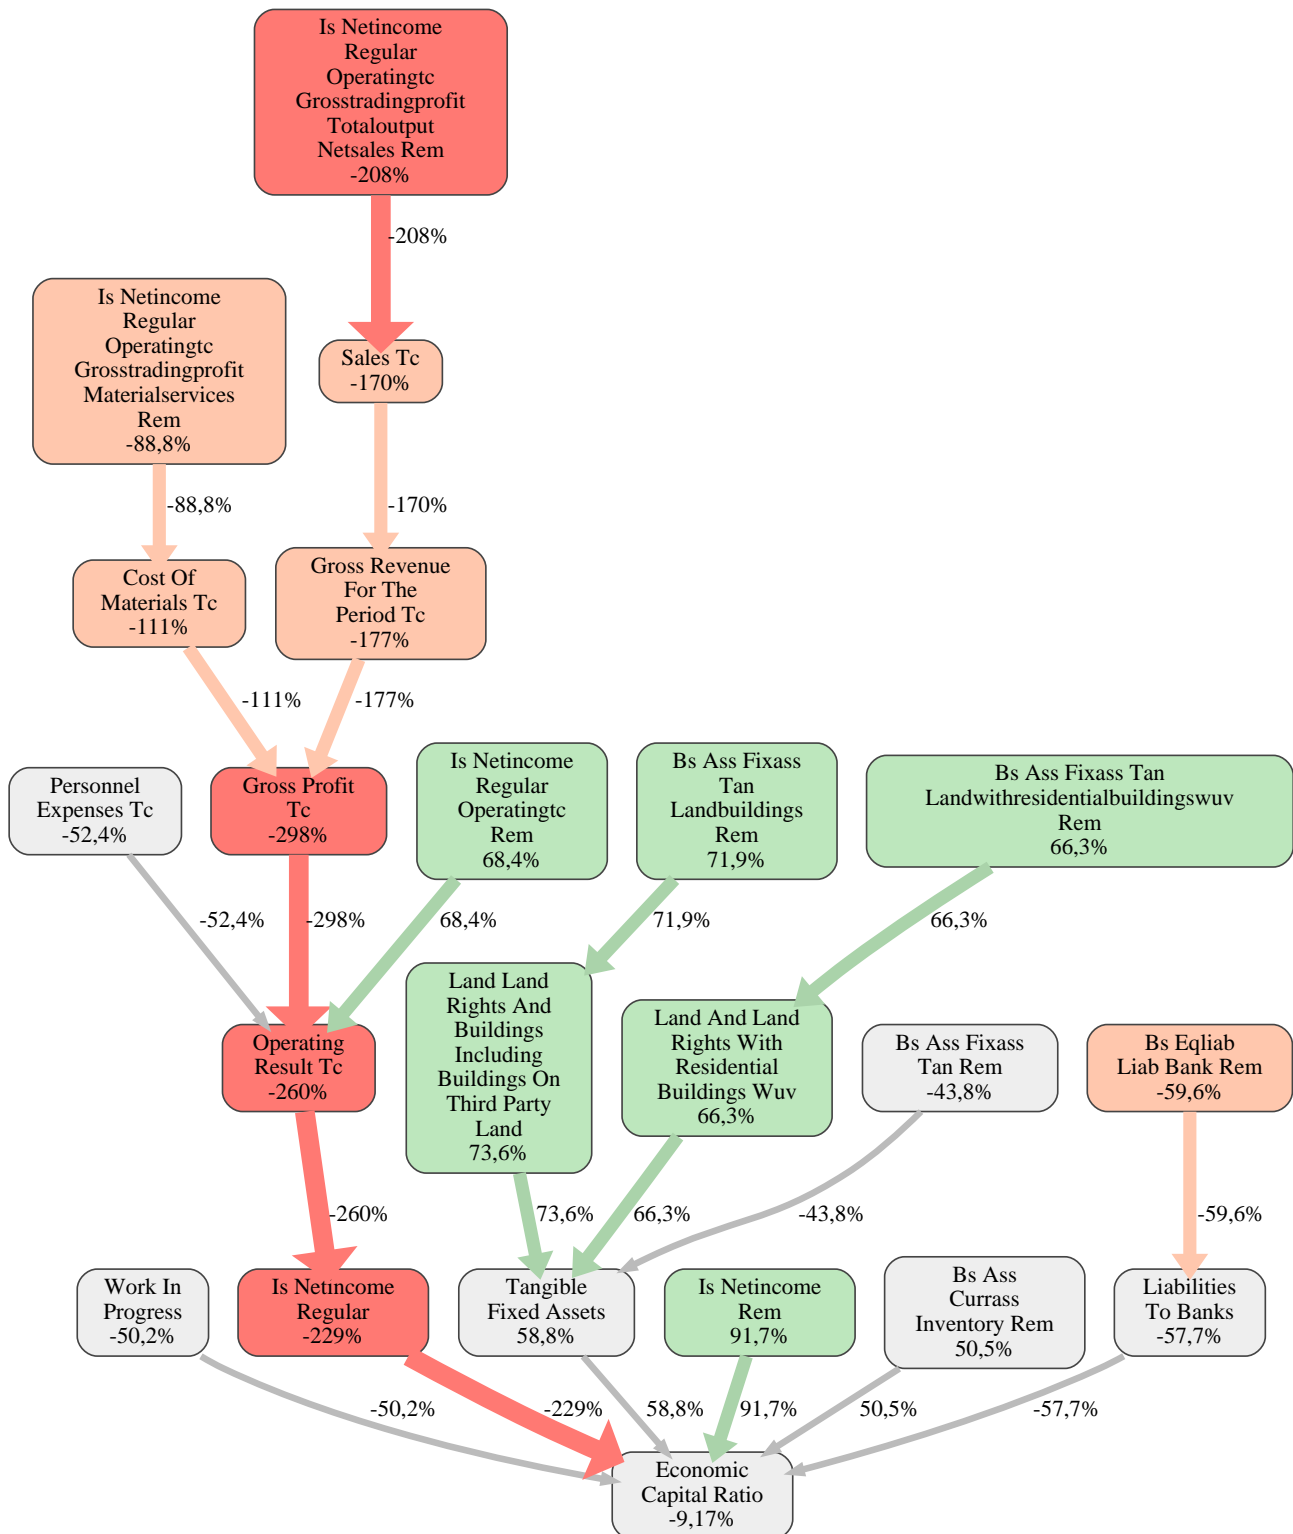 Is Netincome
Regular
Operatingtc
Grosstradingprofit
Totaloutput
Netsales Rem
-208%
-208%
Is Netincome
Regular
Operatingtc
Grosstradingprofit
Materialservices
Rem
-88,8%
Sales Tc
-170%
-88,8%
-170%
Cost Of
Materials Tc
-111%
Gross Revenue
For The
Period Tc
-177%
-111%
-177%
Personnel
Expenses Tc
-52,4%
Gross Profit
Tc
-298%
Is Netincome
Regular
Operatingtc
Rem
68,4%
Bs Ass Fixass
Tan
Landbuildings
Rem
71,9%
Bs Ass Fixass Tan
Landwithresidentialbuildingswuv
Rem
66,3%
-52,4%
-298%
68,4%
71,9%
66,3%
Operating
Result Tc
-260%
Land Land
Rights And
Buildings
Including
Buildings On
Third Party
Land
73,6%
Land And Land
Rights With
Residential
Buildings Wuv
66,3%
Bs Ass Fixass
Tan Rem
-43,8%
Bs Eqliab
Liab Bank Rem
-59,6%
-260%
73,6%
66,3%
-43,8%
-59,6%
Work In
Progress
-50,2%
Is Netincome
Regular
-229%
Tangible
Fixed Assets
58,8%
Is Netincome
Rem
91,7%
Bs Ass
Currass
Inventory Rem
50,5%
Liabilities
To Banks
-57,7%
-50,2%
-229%
58,8%
91,7%
50,5%
-57,7%
Economic
Capital Ratio
-9,17%